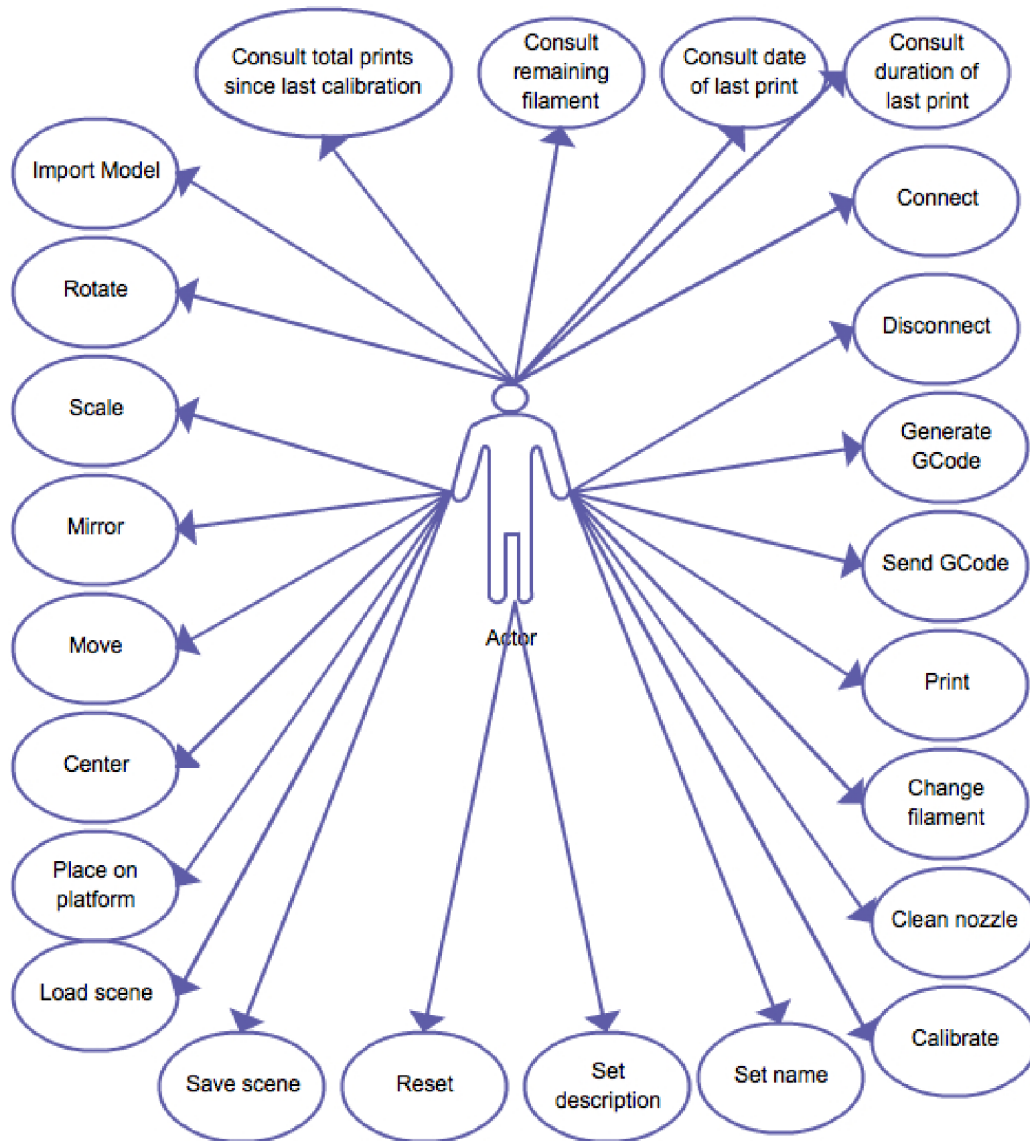 Consult total prints
since last calibration
Consult
remaining
filament
Consult date
of last print
Consult
duration of
last print
Import Model
Connect
Rotate
Disconnect
Scale
Generate
GCode
Mirror
Send GCode
Move
Actor
Print
Center
Change
filament
Place on
platform
Clean nozzle
Load scene
Calibrate
Save scene
Reset
Set
description
Set name